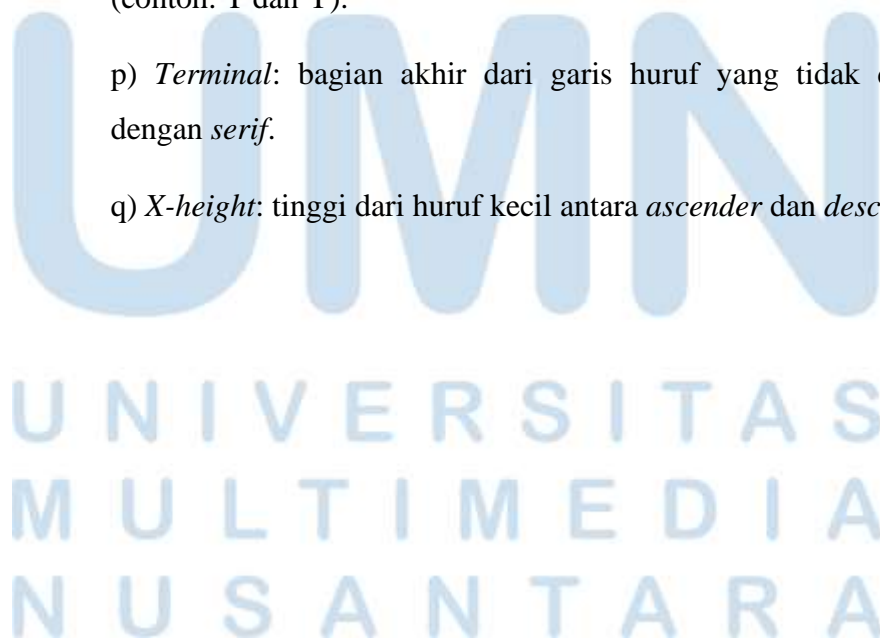 (contoh: T dan Y).
p) Terminal: bagian akhir dari garis huruf yang tidak
dengan serif.
q) X-height: tinggi dari huruf kecil antara ascender dan
UMN
UNIVERSITAS
MULTIMEDIA
NUSANTARA